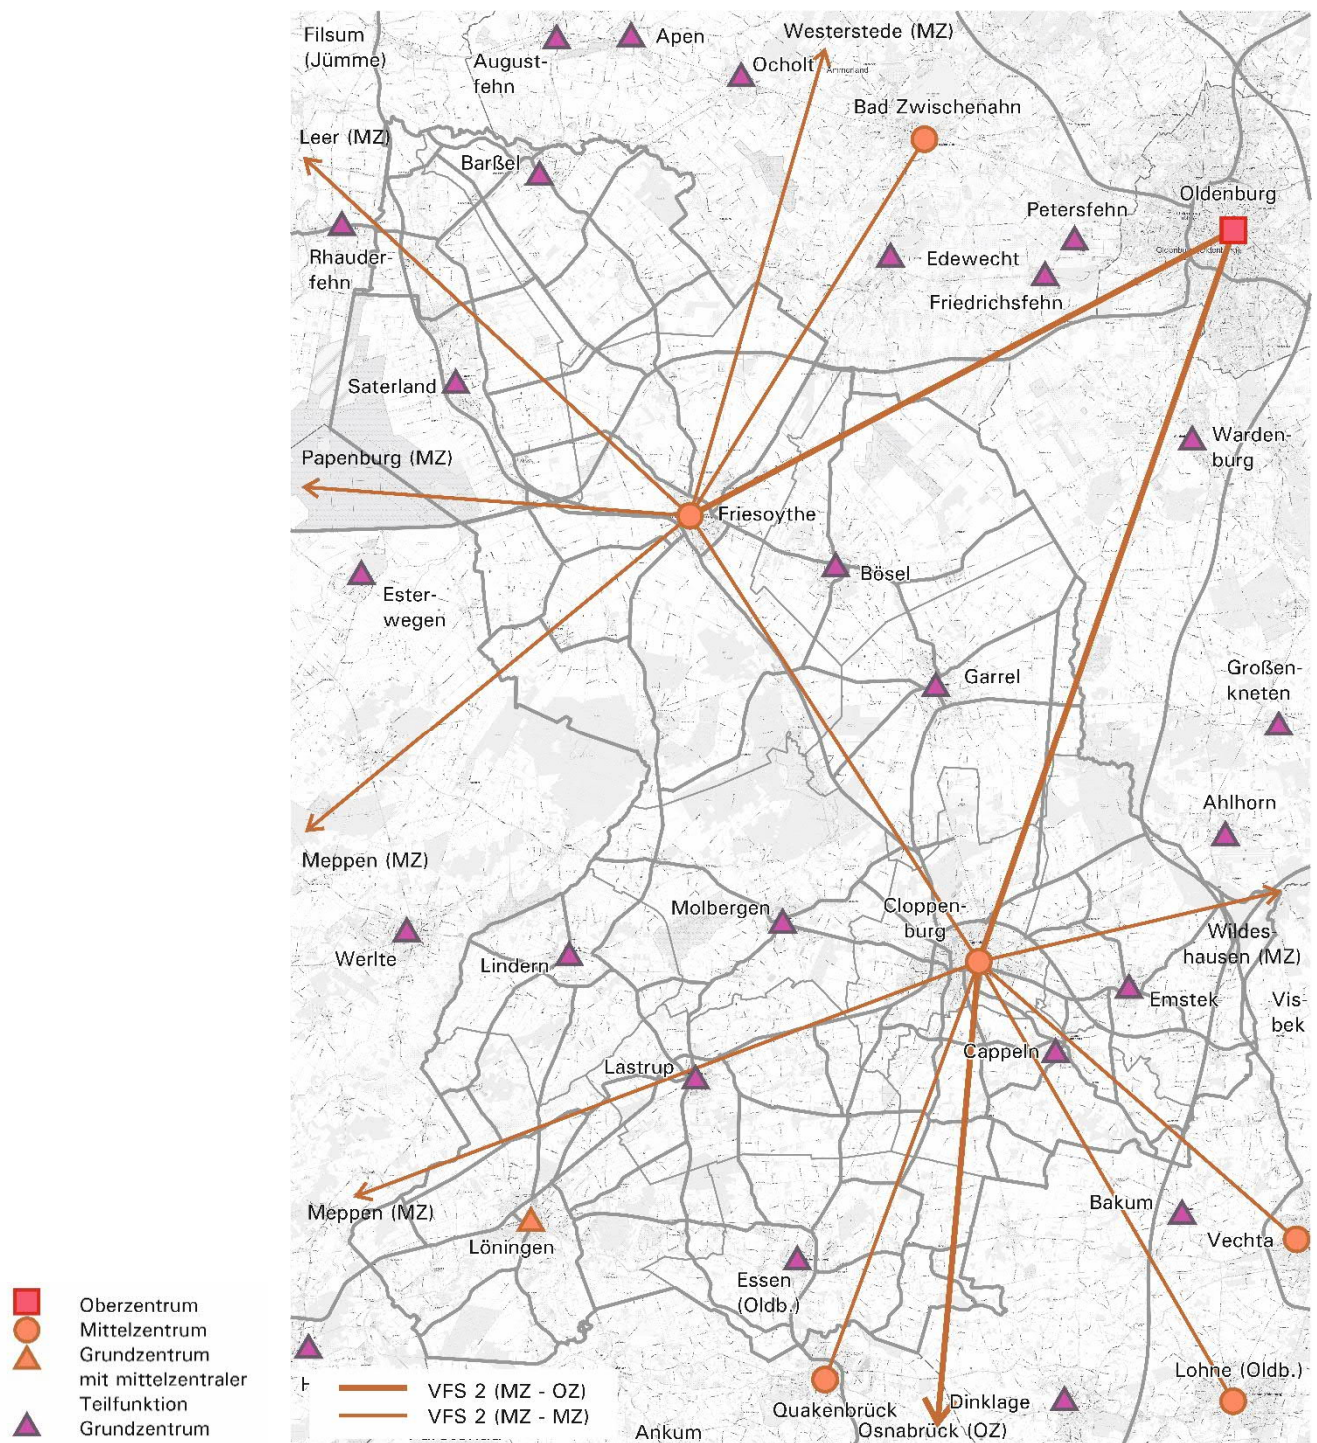 Filsum
(Jümme)
August-
fehn
Apen
Ocholt
Westerstede (MZ)
Ammerland
Bad Zwischenahn
Leer (MZ)
Barßel
Oldenburg
Petersfehn
Rhauder-
fehn
Edewecht
Friedrichsfehn
Saterland
Warden-
burg
Papenburg (MZ)
Friesoythe
Bösel
Ester-
wegen
Garrel
Großen-
kneten
Ahlhorn
Meppen (MZ)
Molbergen
Cloppen-
burg
Werlte
Lindern
Wildes-
hausen (MZ)
Emstek
Vis-
bek
Cappeln
Lastrup
Meppen (MZ)
Löningen
Bakum
Vechta
Essen
(Oldb.)
Lohne (Oldb.)
Quakenbrück
Dinklage
Osnabrück (OZ)
Ankum
Oberzentrum
Mittelzentrum
Grundzentrum
mit mittelzentraler
Teilfunktion
Grundzentrum
VFS 2 (MZ - OZ)
VFS 2 (MZ - MZ)